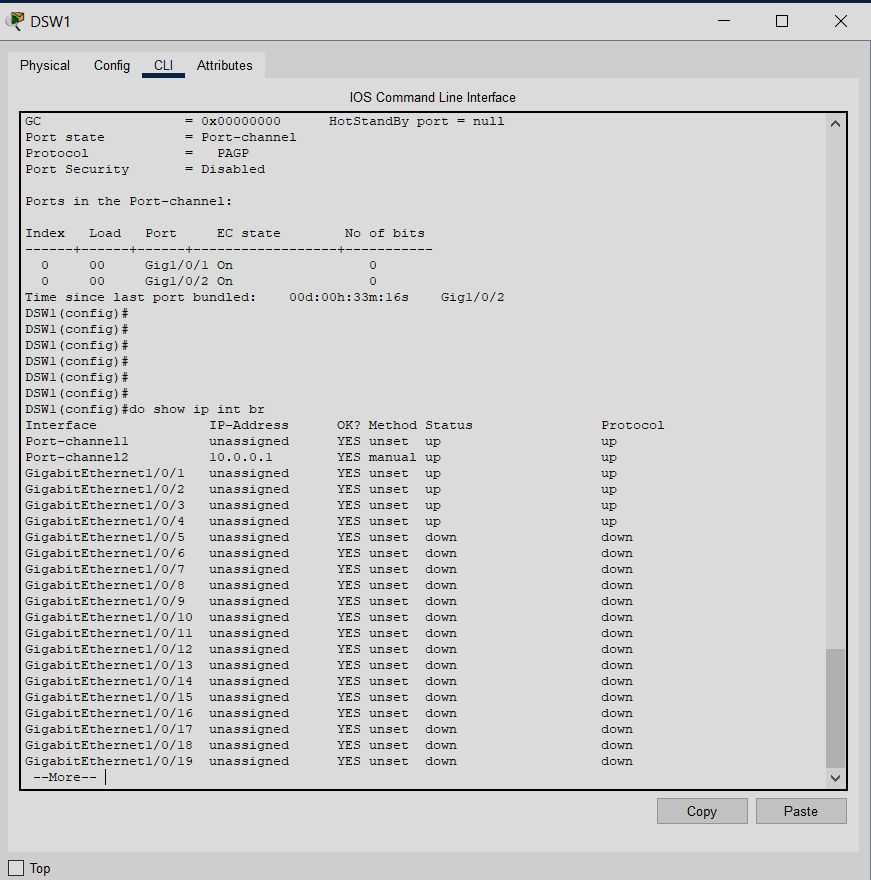 DSW1
Physical Config CLI Attributes
IOS Command Line Interface
GC                  = 0x00000000      HotStandBy port = null
Port state          = Port-channel
Protocol            =   PAGP
Port Security       = Disabled
Ports in the Port-channel:
Index   Load   Port      EC state        No of bits
------+------+------+------------------+-----------
  0     00     Gig1/0/1 On                 0
  0     00     Gig1/0/2 On                 0
Time since last port bundled:    00d:00h:33m:16s    Gig1/0/2
DSW1(config)#
DSW1(config)#
DSW1(config)#
DSW1(config)#
DSW1(config)#
DSW1(config)#
DSW1(config)#do show ip int br
Interface              IP-Address      OK? Method Status                Protocol
Port-channel1          unassigned      YES unset  up                    up
Port-channel2          10.0.0.1        YES manual up                    up
GigabitEthernet1/0/1   unassigned      YES unset  up                    up
GigabitEthernet1/0/2   unassigned      YES unset  up                    up
GigabitEthernet1/0/3   unassigned      YES unset  up                    up
GigabitEthernet1/0/4   unassigned      YES unset  up                    up
GigabitEthernet1/0/5   unassigned      YES unset  down                  down
GigabitEthernet1/0/6   unassigned      YES unset  down                  down
GigabitEthernet1/0/7   unassigned      YES unset  down                  down
GigabitEthernet1/0/8   unassigned      YES unset  down                  down
GigabitEthernet1/0/9   unassigned      YES unset  down                  down
GigabitEthernet1/0/10  unassigned      YES unset  down                  down
GigabitEthernet1/0/11  unassigned      YES unset  down                  down
GigabitEthernet1/0/12  unassigned      YES unset  down                  down
GigabitEthernet1/0/13  unassigned      YES unset  down                  down
GigabitEthernet1/0/14  unassigned      YES unset  down                  down
GigabitEthernet1/0/15  unassigned      YES unset  down                  down
GigabitEthernet1/0/16  unassigned      YES unset  down                  down
GigabitEthernet1/0/17  unassigned      YES unset  down                  down
GigabitEthernet1/0/18  unassigned      YES unset  down                  down
GigabitEthernet1/0/19  unassigned      YES unset  down                  down
 --More--
Copy Paste
Top